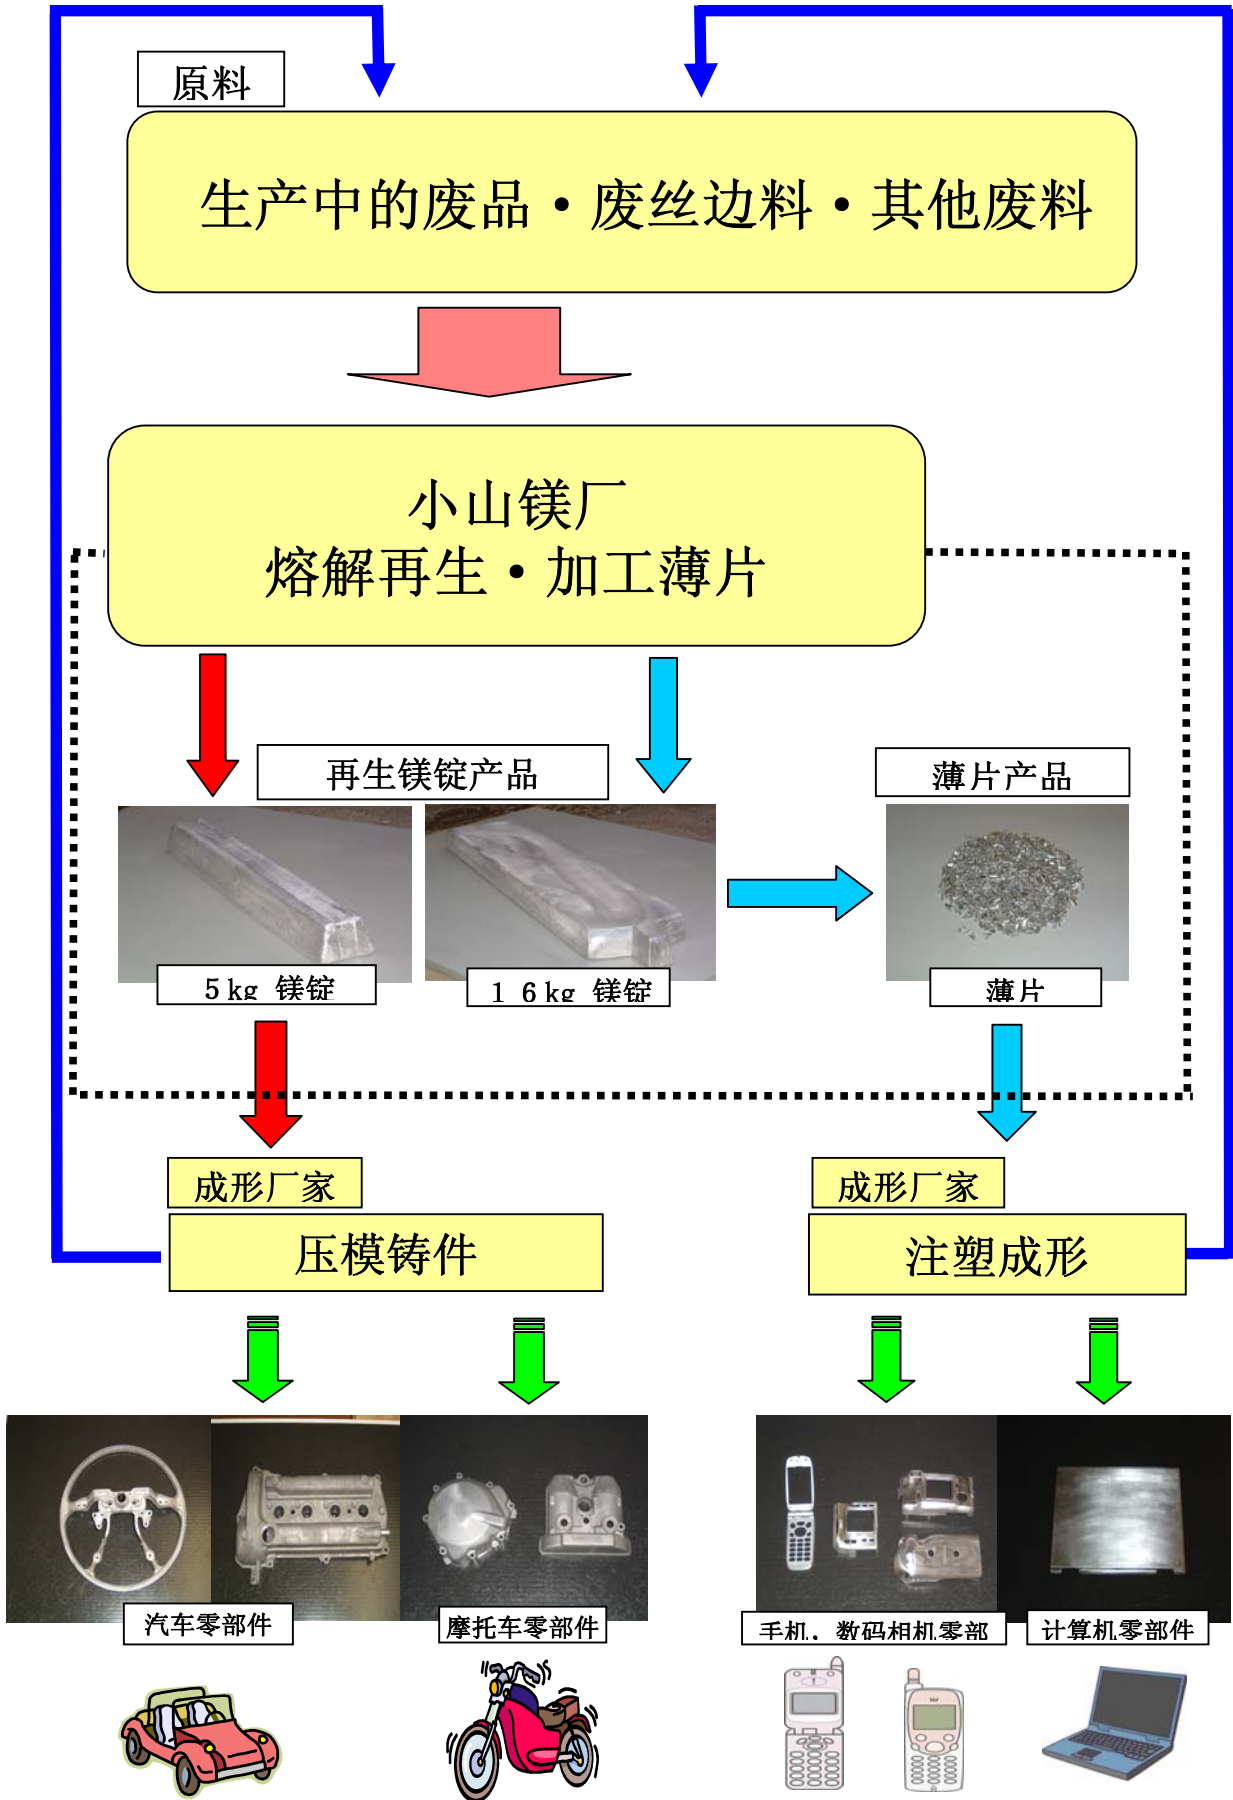 原料
生产中的废品・废丝边料・其他废料
小山镁厂
熔解再生・加工薄片
再生镁锭产品
薄片产品
5kg 镁锭
16kg 镁锭
薄片
成形厂家
压模铸件
成形厂家
注塑成形
汽车零部件
摩托车零部件
手机，数码相机零部
计算机零部件